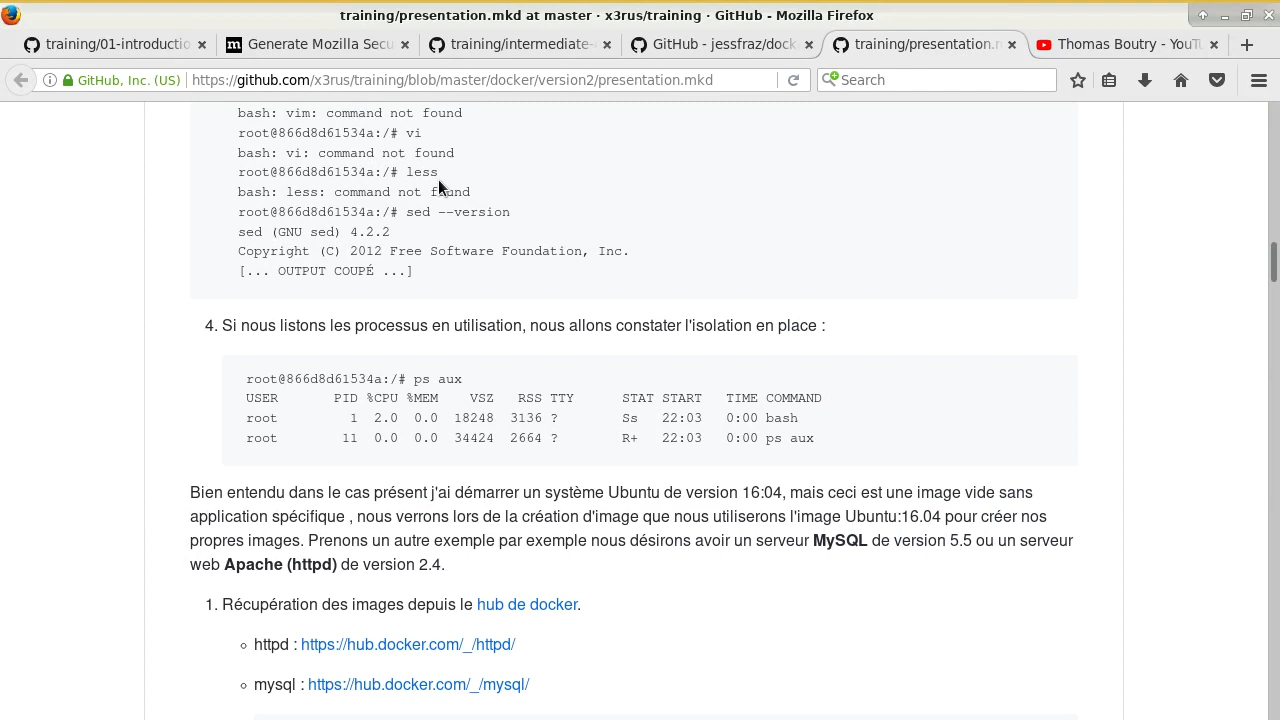 training/presentation.mkd at master · x3rus/training · GitHub - Mozilla Firefox
training/01-introductio
Generate Mozilla Secu
training/intermediate-
GitHub - jessfraz/dock
training/presentation.m
Thomas Boutry - YouTu
GitHub, Inc. (US)
https://github.com/x3rus/training/blob/master/docker/version2/presentation.mkd
Search
bash: vim: command not found
root@866d8d61534a:/# vi
bash: vi: command not found
root@866d8d61534a:/# less
bash: less: command not found
root@866d8d61534a:/# sed --version
sed (GNU sed) 4.2.2
Copyright (C) 2012 Free Software Foundation, Inc.
[... OUTPUT COUPÉ ...]
4. Si nous listons les processus en utilisation, nous allons constater l'isolation en place :
root@866d8d61534a:/# ps aux
USER PID %CPU %MEM VSZ RSS TTY STAT START TIME COMMAND
root 1 2.0 0.0 18248 3136 ? Ss 22:03 0:00 bash
root 11 0.0 0.0 34424 2664 ? R+ 22:03 0:00 ps aux
Bien entendu dans le cas présent j'ai démarrer un système Ubuntu de version 16:04, mais ceci est une image vide sans
application spécifique , nous verrons lors de la création d'image que nous utiliserons l'image Ubuntu:16.04 pour créer nos
propres images. Prenons un autre exemple par exemple nous désirons avoir un serveur MySQL de version 5.5 ou un serveur
web Apache (httpd) de version 2.4.
1. Récupération des images depuis le hub de docker.
httpd : https://hub.docker.com/_/httpd/
mysql : https://hub.docker.com/_/mysql/